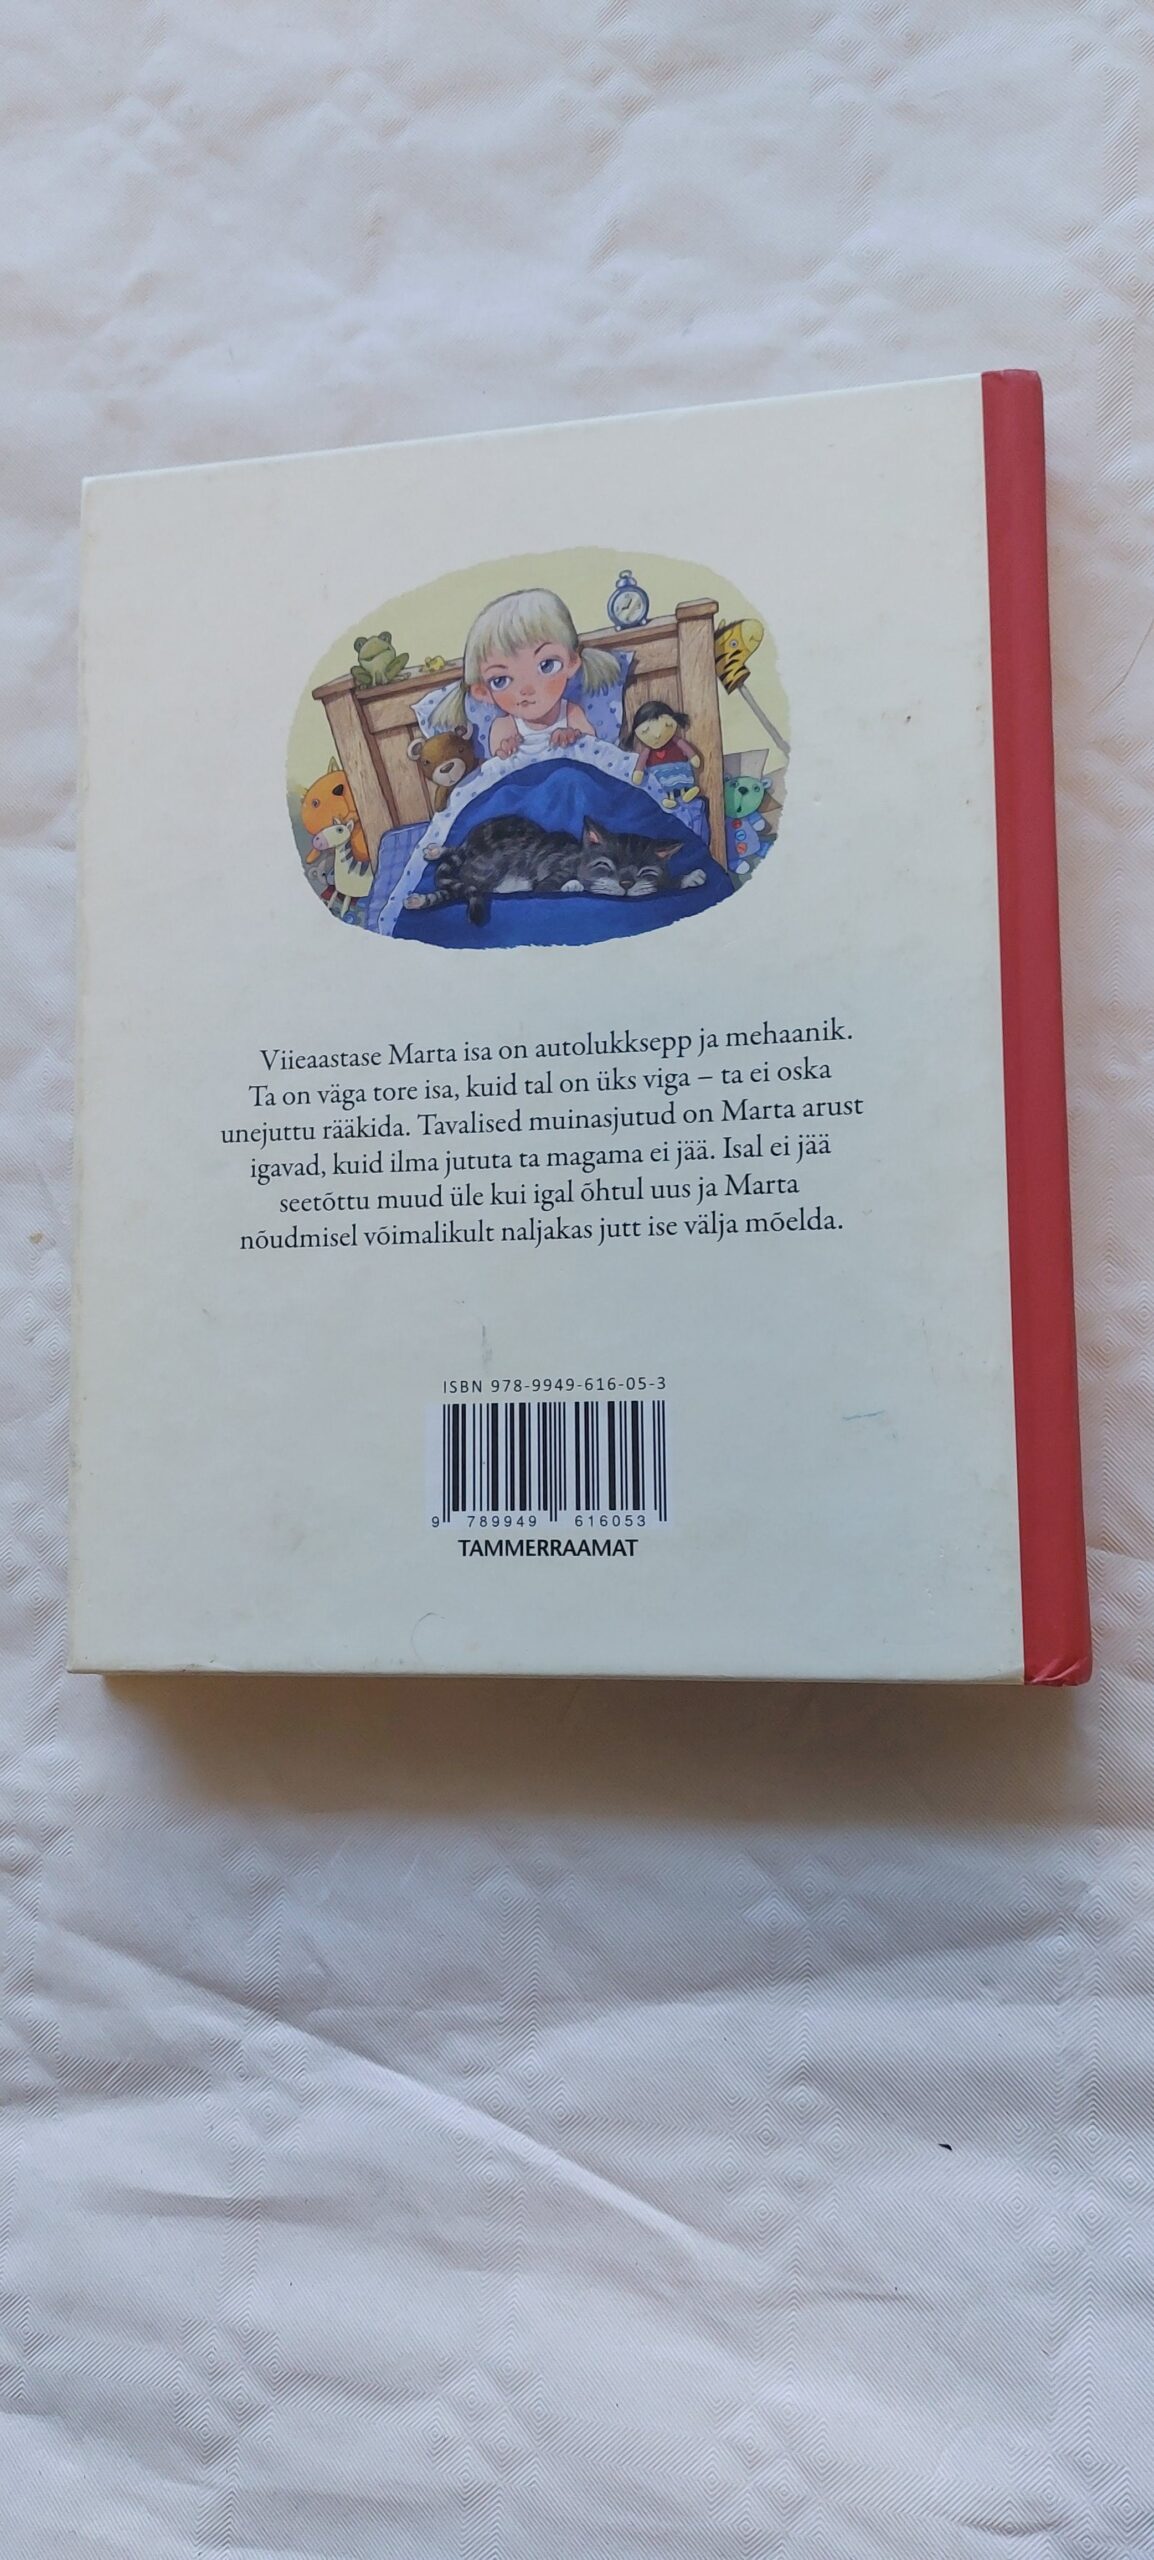 Viieaastase Marta isa on autolukksepp ja mehaanik.
Ta on väga tore isa, kuid tal on üks viga – ta ei oska
unejuttu rääkida. Tavalised muinasjutud on Marta arust
igavad, kuid ilma jututa ta magama ei jää. Isal ei jää
seetõttu muud üle kui igal õhtul uus ja Marta
nõudmisel võimalikult naljakas jutt ise välja mõelda.
ISBN 978-9949-616-05-3
9 789949 616053
TAMMERRAAMAT